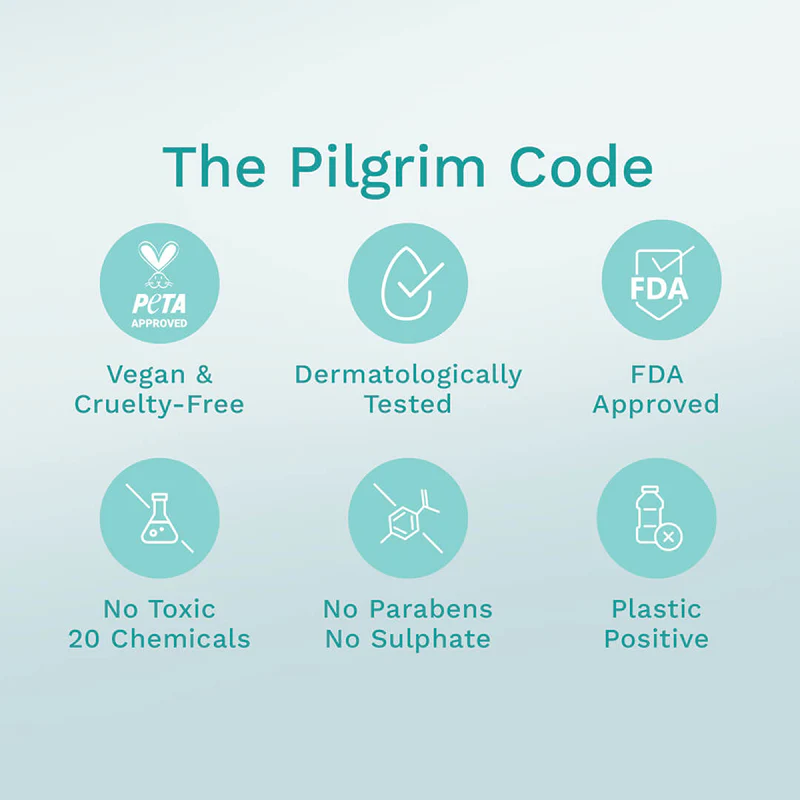 The Pilgrim Code
PeTA
APPROVED
FDA
Vegan &
Cruelty-Free
Dermatologically
Tested
FDA
Approved
No Toxic
20 Chemicals
No Parabens
No Sulphate
Plastic
Positive